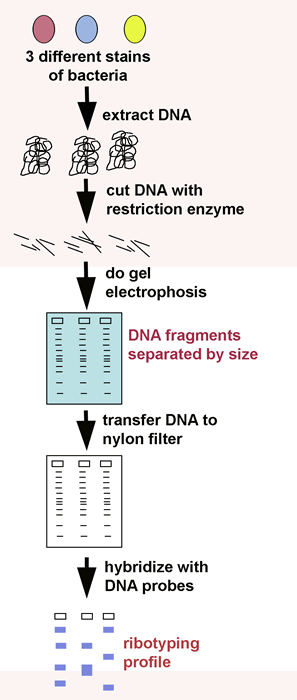 3 different stains
of bacteria
extract DNA
cut DNA with
restriction enzyme
do gel
electrophosis
DNA fragments
separated by size
transfer DNA to
nylon filter
hybridize with
DNA probes
ribotyping
profile